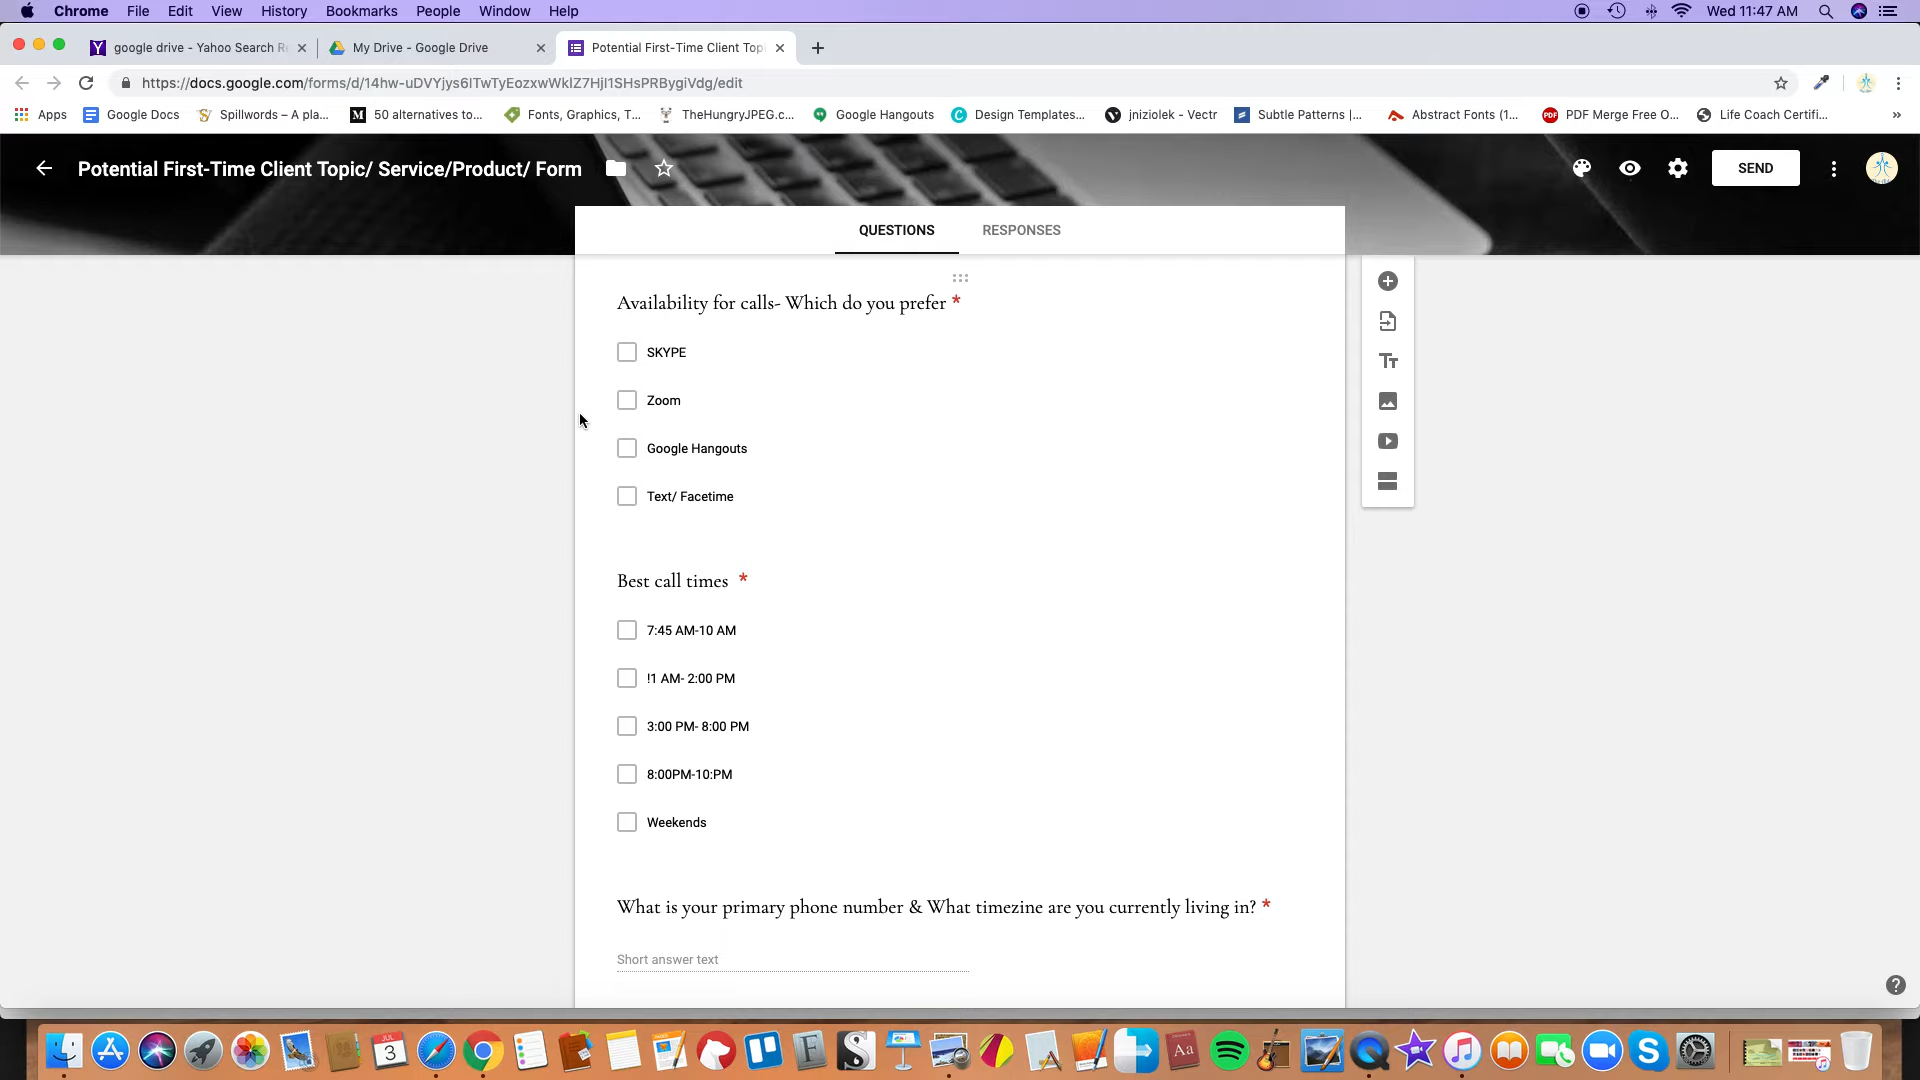 Chrome File Edit View History Bookmarks People Window Help Wed 11:47 AM
google drive - Yahoo Search Re My Drive - Google Drive Potential First-Time Client Topi
https://docs.google.com/forms/d/14hw-uDVYjys6ITwTyEozxwWkIZ7HjI1SHsPRBygiVdg/edit
Apps Google Docs Spillwords – A pla... M 50 alternatives to... Fonts, Graphics, T... TheHungryJPEG.c... Google Hangouts Design Templates... jniziolek - Vectr Subtle Patterns |... Abstract Fonts (1... PDF PDF Merge Free O... Life Coach Certifi... »
Potential First-Time Client Topic/ Service/Product/ Form SEND
QUESTIONS RESPONSES
Availability for calls- Which do you prefer *
SKYPE
Zoom
Google Hangouts
Text/ Facetime
Best call times *
7:45 AM-10 AM
!1 AM- 2:00 PM
3:00 PM- 8:00 PM
8:00PM-10:PM
Weekends
What is your primary phone number & What timezine are you currently living in? *
Short answer text
JUL
3